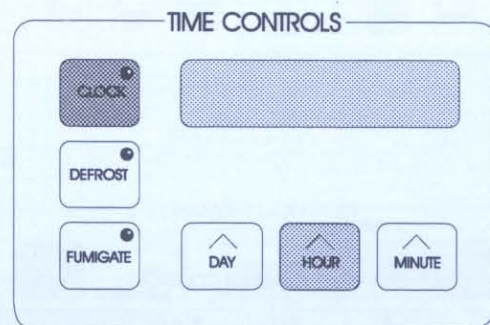 TIME CONTROLS
CLOCK
DEFROST
FUMIGATE
DAY
HOUR
MINUTE